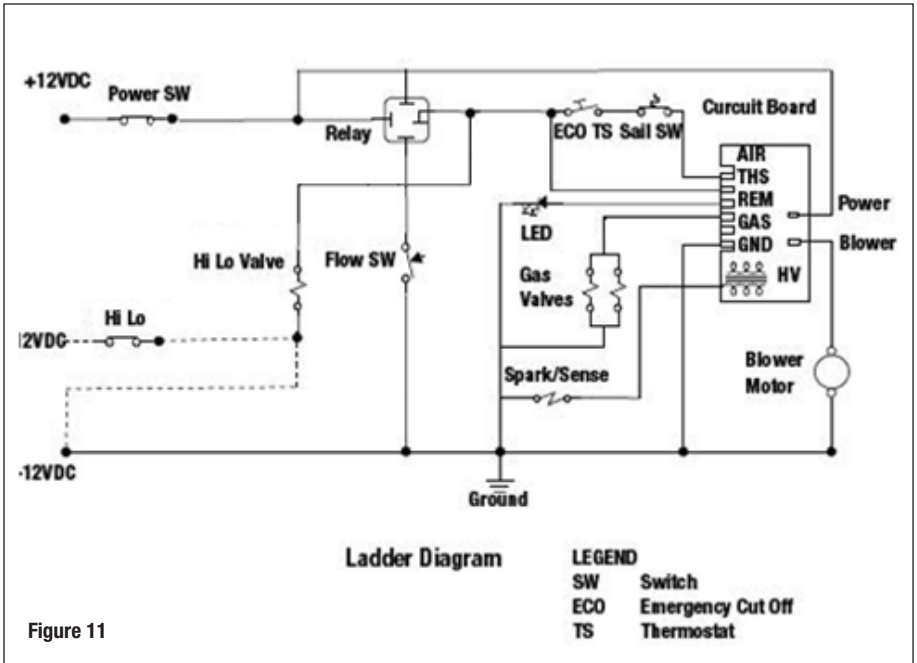 +12VDC
Power SW
Relay
ECO TS Sail SW
Curcuit Board
AIR
THS
REM
GAS
GND
HV
Power
Blower
LED
Hi Lo Valve
Flow SW
Gas
Valves
Hi Lo
12VDC
Spark/Sense
Blower
Motor
-12VDC
Ground
Ladder Diagram
LEGEND
SW Switch
ECO Emergency Cut Off
TS Thermostat
Figure 11